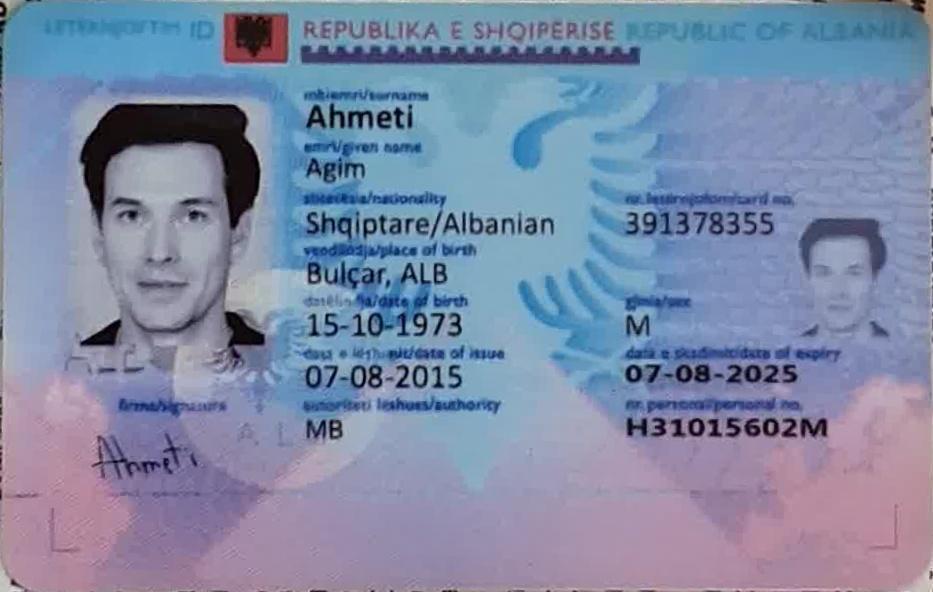 LETËRNJOFTIM ID REPUBLIKA E SHQIPËRISË REPUBLIC OF ALBANIA
mbiemri/surname
Ahmeti
emri/given name
Agim
shtetësia/nationality
Shqiptare/Albanian
nr. letërnjoftimi/card no.
391378355
vendlindja/place of birth
Bulçar, ALB
datëlindja/date of birth
15-10-1973
gjinia/sex
M
data e lëshimit/date of issue
07-08-2015
data e skadimit/date of expiry
07-08-2025
autoriteti lëshues/authority
MB
nr. personal/personal no.
H31015602M
firma/signature
Ahmeti